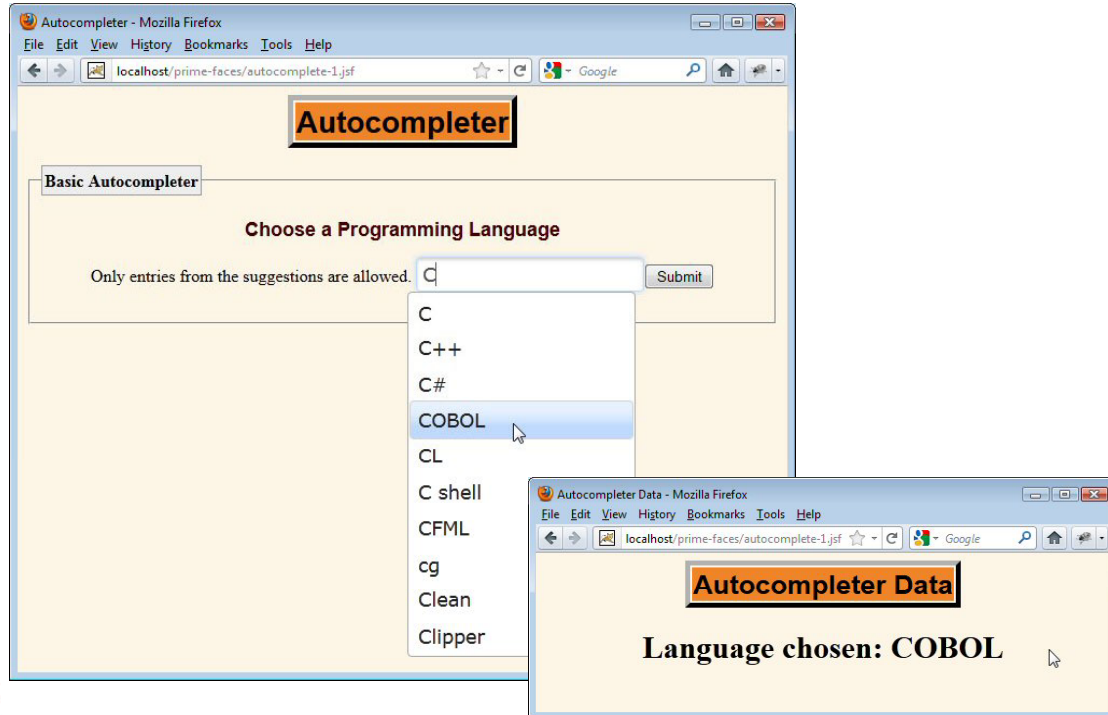 Autocompleter - Mozilla Firefox
File Edit View History Bookmarks Tools Help
localhost/prime-faces/autocomplete-1.jsf Google
Autocompleter
Basic Autocompleter
Choose a Programming Language
Only entries from the suggestions are allowed. C Submit
C
C++
C#
COBOL
CL
C shell
CFML
cg
Clean
Clipper
Autocompleter Data - Mozilla Firefox
File Edit View History Bookmarks Tools Help
localhost/prime-faces/autocomplete-1.jsf Google
Autocompleter Data
Language chosen: COBOL